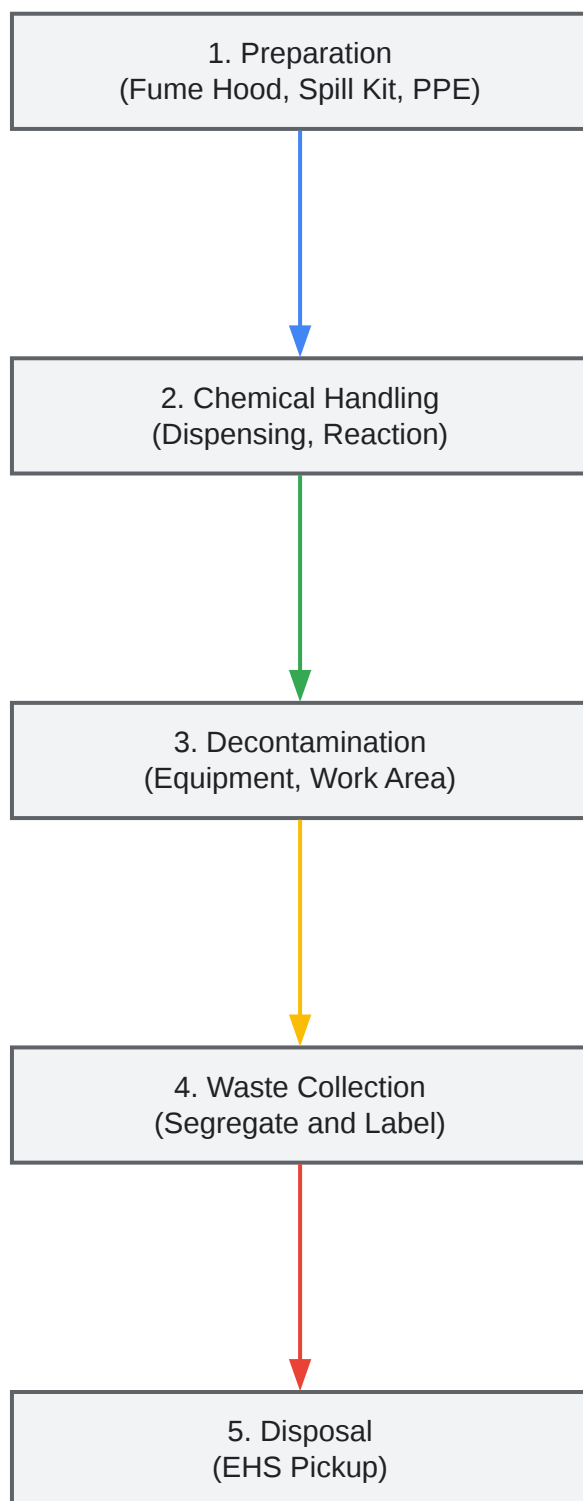 1. Preparation
(Fume Hood, Spill Kit, PPE)
2. Chemical Handling
(Dispensing, Reaction)
3. Decontamination
(Equipment, Work Area)
4. Waste Collection
(Segregate and Label)
5. Disposal
(EHS Pickup)